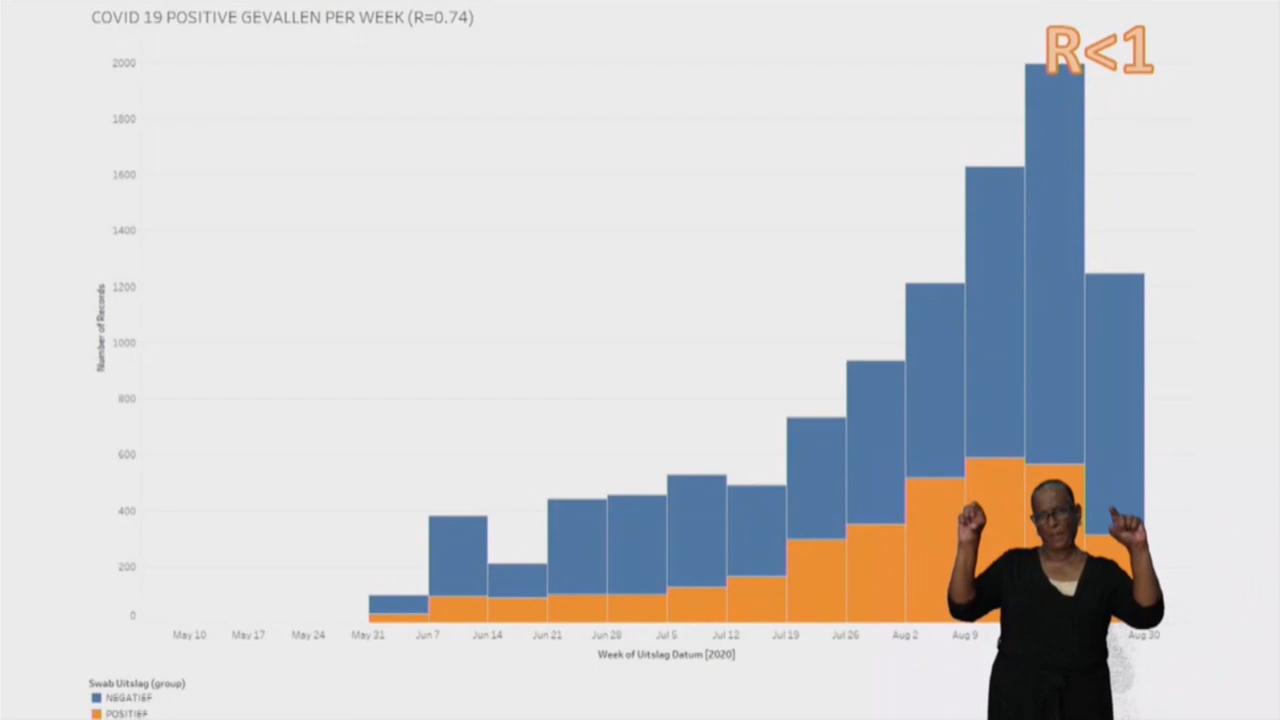 COVID 19 POSITIVE GEVALLEN PER WEEK (R=0.74)
R<1
2000
1800
1600
1400
1200
1000
800
600
400
200
0
Number of Records
May 10 May 17 May 24 May 31 Jun 7 Jun 14 Jun 21 Jun 28 Jul 5 Jul 12 Jul 19 Jul 26 Aug 2 Aug 9 Aug 30
Week of Uitslag Datum [2020]
Swab Uitslag (group)
NEGATIEF
POSITIEF